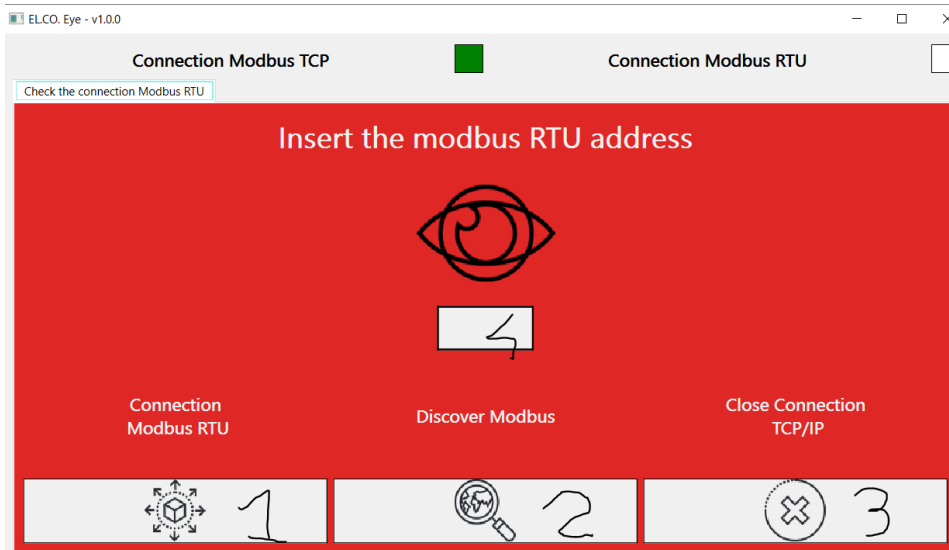 EL.CO. Eye - v1.0.0
Connection Modbus TCP
Connection Modbus RTU
Check the connection Modbus RTU
Insert the modbus RTU address
4
Connection
Modbus RTU
Discover Modbus
Close Connection
TCP/IP
1
2
3